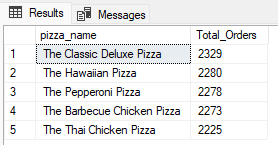 Results Messages
pizza_name Total_Orders
1 The Classic Deluxe Pizza 2329
2 The Hawaiian Pizza 2280
3 The Pepperoni Pizza 2278
4 The Barbecue Chicken Pizza 2273
5 The Thai Chicken Pizza 2225